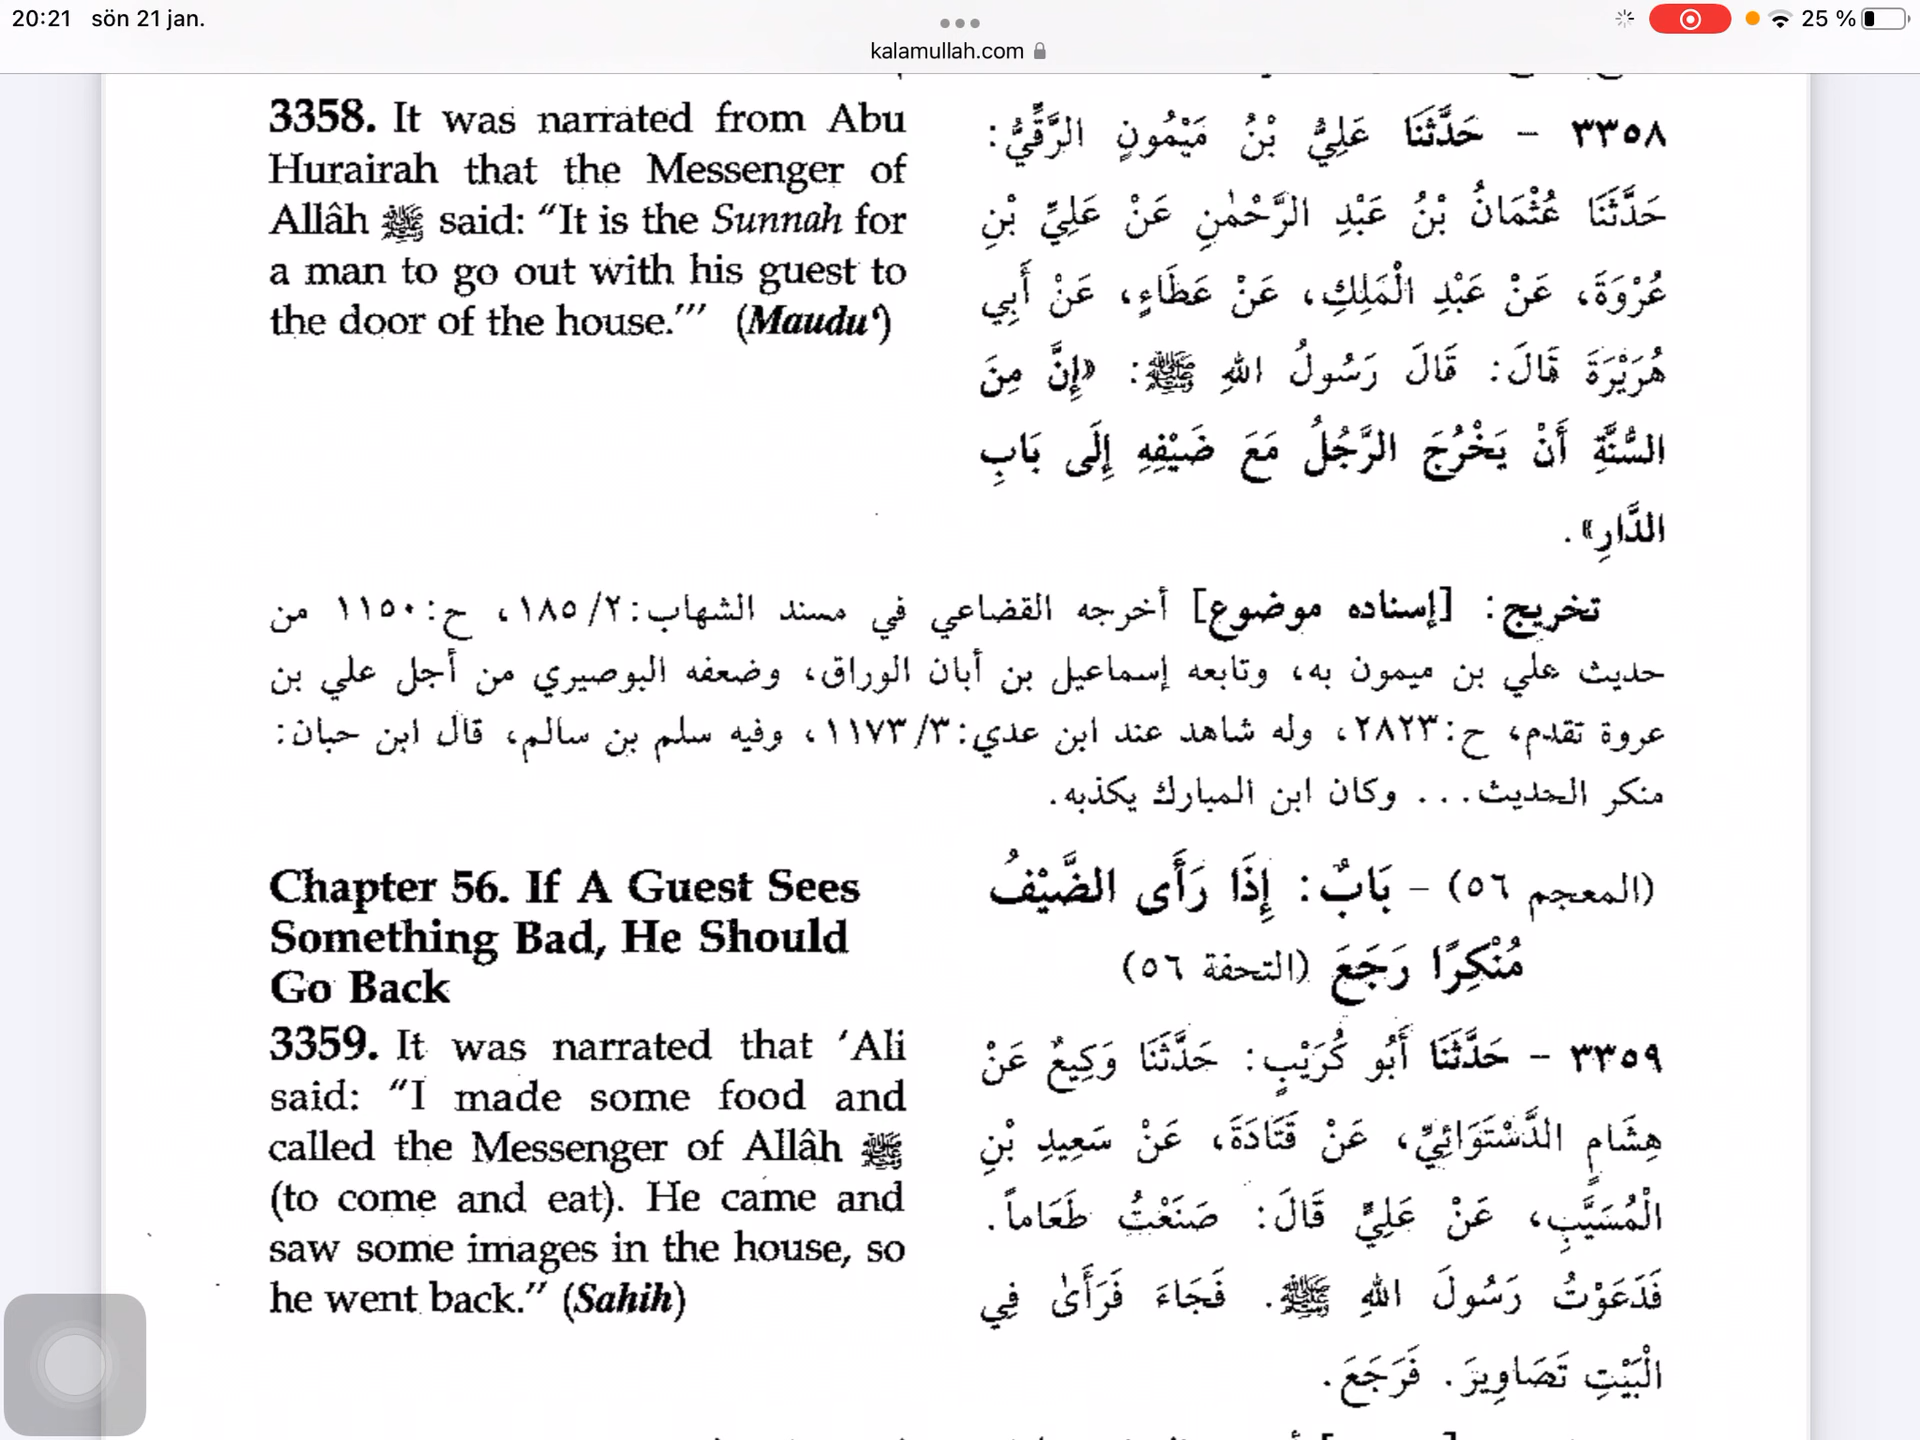 20:21 sön 21 jan.
25 %
kalamullah.com
3358. It was narrated from Abu
Hurairah that the Messenger of
Allâh ﷺ said: “It is the Sunnah for
a man to go out with his guest to
the door of the house.’” (Maudu‘)
٣٣٥٨ – حَدَّثَنَا عَلِيُّ بْنُ مَيْمُونٍ الرَّقِّيُّ:
حَدَّثَنَا عُثْمَانُ بْنُ عَبْدِ الرَّحْمٰنِ عَنْ عَلِيِّ بْنِ
عُرْوَةَ، عَنْ عَبْدِ الْمَلِكِ، عَنْ عَطَاءٍ، عَنْ أَبِي
هُرَيْرَةَ قَالَ: قَالَ رَسُولُ اللهِ ﷺ: «إِنَّ مِنَ
السُّنَّةِ أَنْ يَخْرُجَ الرَّجُلُ مَعَ ضَيْفِهِ إِلَى بَابِ
الدَّارِ».
تخريج: [إسناده موضوع] أخرجه القضاعي في مسند الشهاب: ٢/ ١٨٥، ح: ١١٥٠ من
حديث علي بن ميمون به، وتابعه إسماعيل بن أبان الوراق، وضعفه البوصيري من أجل علي بن
عروة تقدم، ح: ٢٨٢٣، وله شاهد عند ابن عدي: ٣/ ١١٧٣، وفيه سلم بن سالم، قال ابن حبان:
منكر الحديث... وكان ابن المبارك يكذبه.
Chapter 56. If A Guest Sees
Something Bad, He Should
Go Back
(المعجم ٥٦) – بَابٌ: إِذَا رَأَى الضَّيْفُ
مُنْكِرًا رَجَعَ (التحفة ٥٦)
3359. It was narrated that ‘Ali
said: “I made some food and
called the Messenger of Allâh ﷺ
(to come and eat). He came and
saw some images in the house, so
he went back.” (Sahih)
٣٣٥٩ – حَدَّثَنَا أَبُو كُرَيْبٍ: حَدَّثَنَا وَكِيعٌ عَنْ
هِشَامٍ الدَّسْتَوَائِيِّ، عَنْ قَتَادَةَ، عَنْ سَعِيدِ بْنِ
الْمُسَيَّبِ، عَنْ عَلِيٍّ قَالَ: صَنَعْتُ طَعَاماً.
فَدَعَوْتُ رَسُولَ اللهِ ﷺ. فَجَاءَ فَرَأَىٰ فِي
الْبَيْتِ تَصَاوِيرَ. فَرَجَعَ.